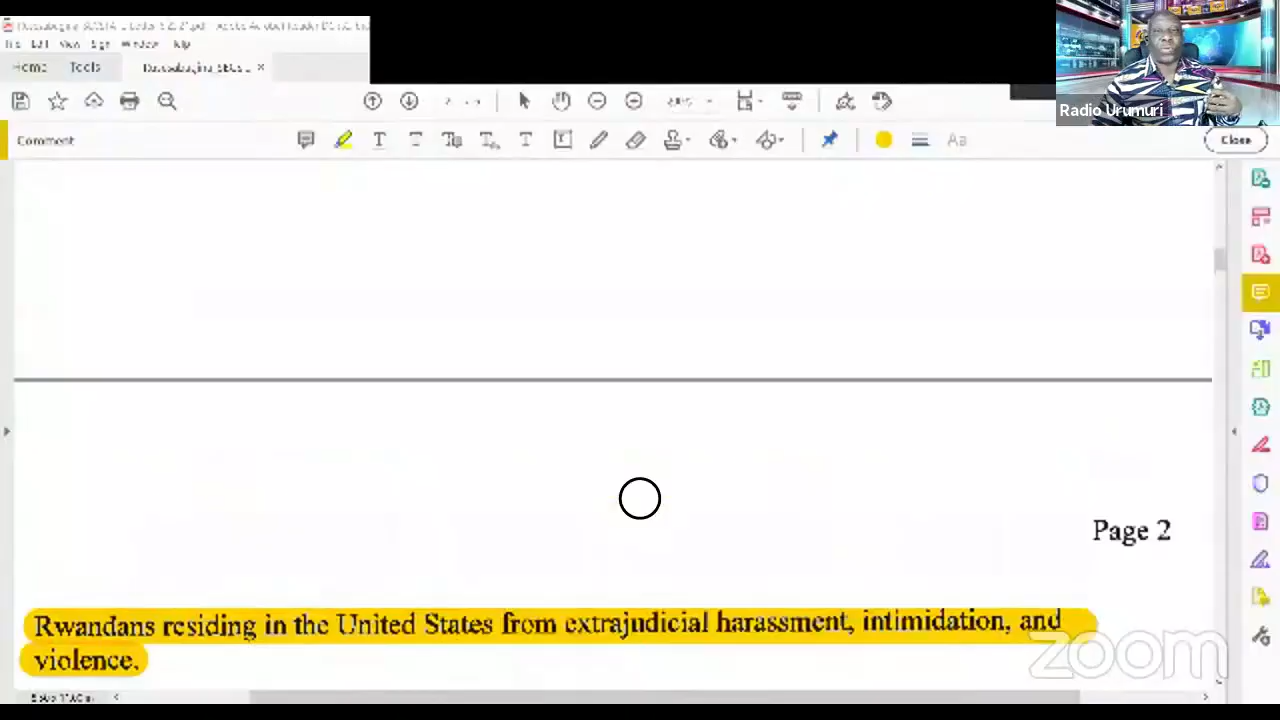 Home
Tools
Radio Urumuri
Comment
Aa
Close
Page 2
Rwandans residing in the United States from extrajudicial harassment, intimidation, and
violence.
zoom